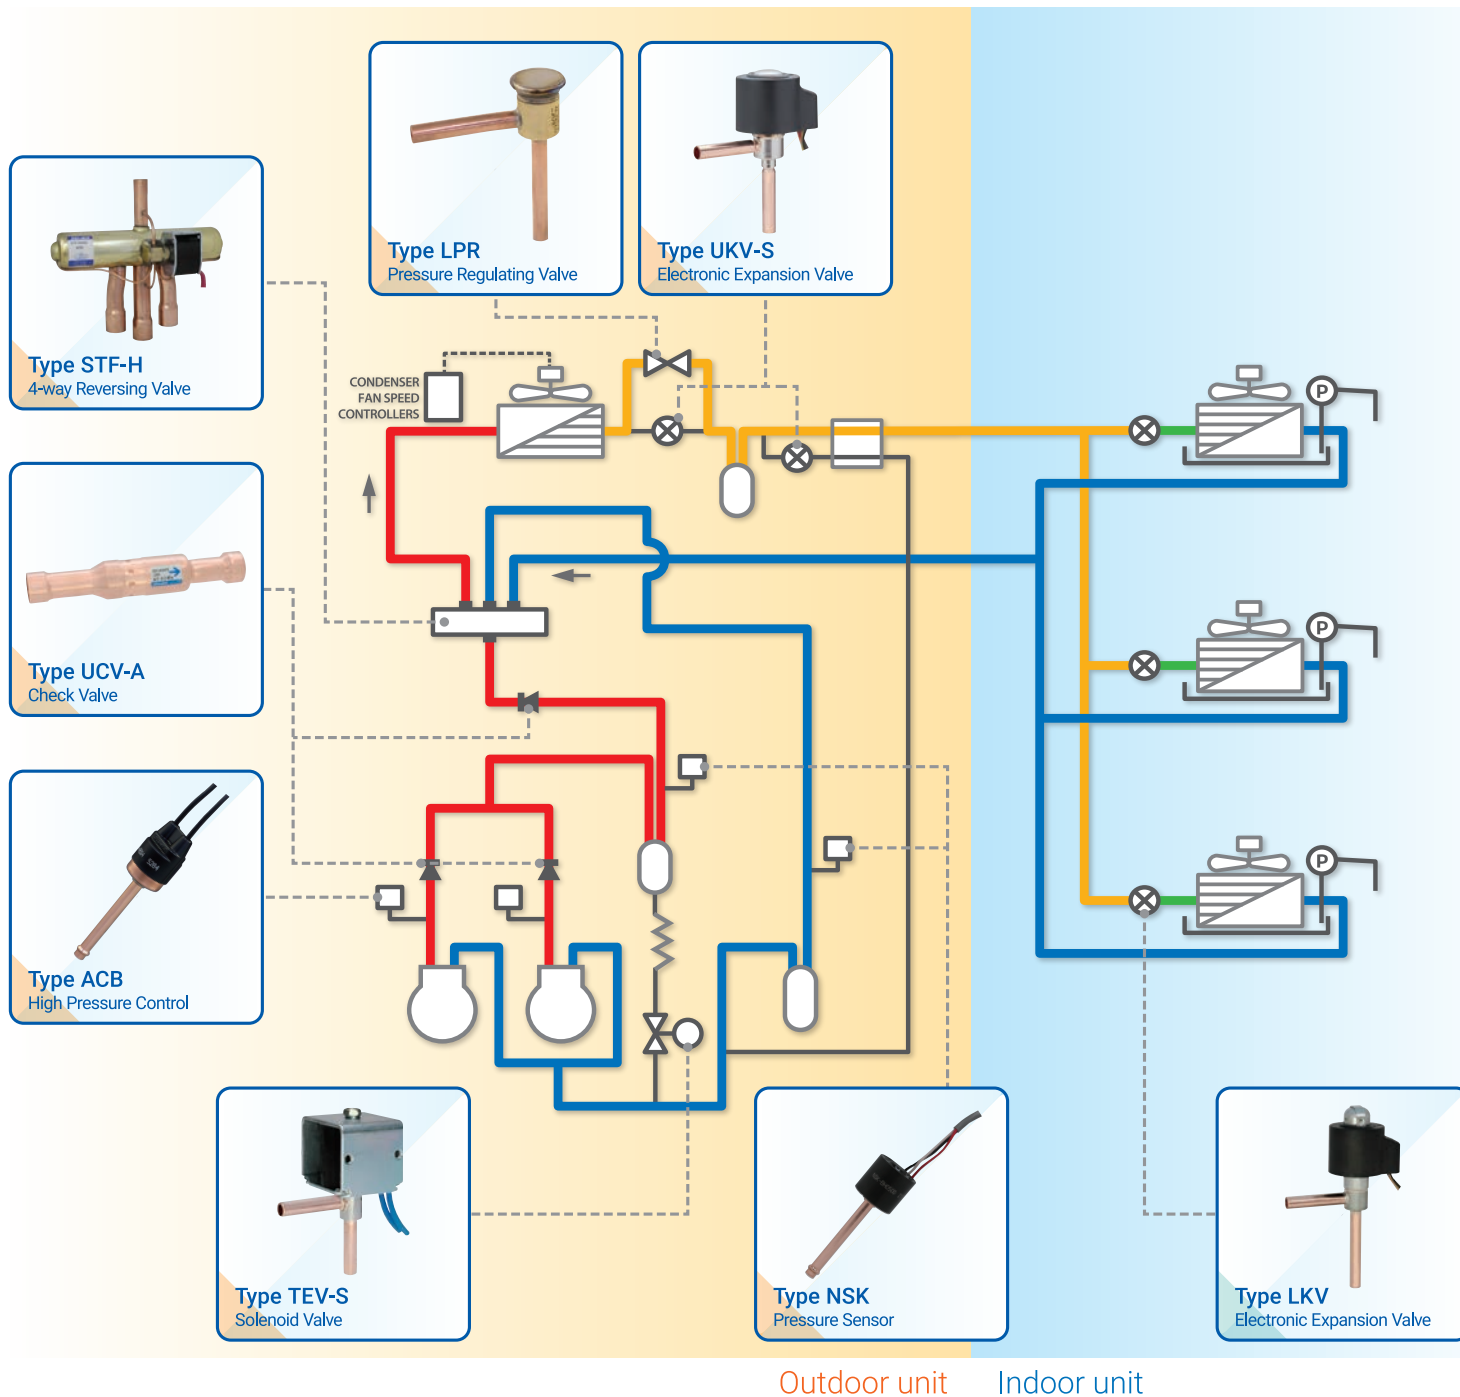 Type LPR
Pressure Regulating Valve
Type UKV-S
Electronic Expansion Valve
Type STF-H
4-way Reversing Valve
CONDENSER
FAN SPEED
CONTROLLERS
P
Type UCV-A
Check Valve
P
Type ACB
High Pressure Control
P
Type TEV-S
Solenoid Valve
Type NSK
Pressure Sensor
Type LKV
Electronic Expansion Valve
Outdoor unit
Indoor unit